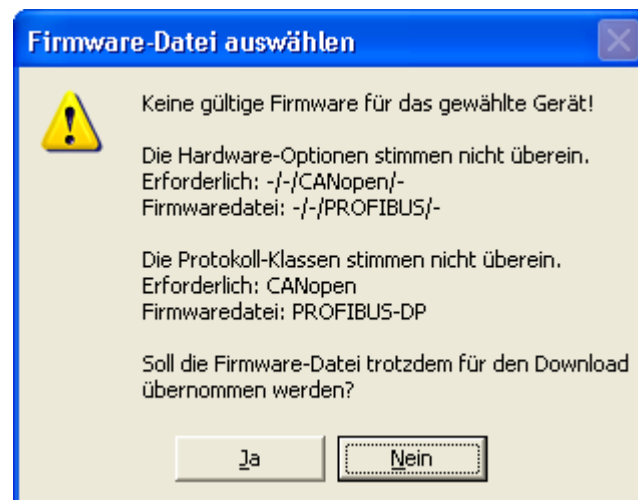 Firmware-Datei auswählen
Keine gültige Firmware für das gewählte Gerät!
Die Hardware-Optionen stimmen nicht überein.
Erforderlich: -/-/CANopen/-
Firmwaredatei: -/-/PROFIBUS/-
Die Protokoll-Klassen stimmen nicht überein.
Erforderlich: CANopen
Firmwaredatei: PROFIBUS-DP
Soll die Firmware-Datei trotzdem für den Download
übernommen werden?
Ja
Nein